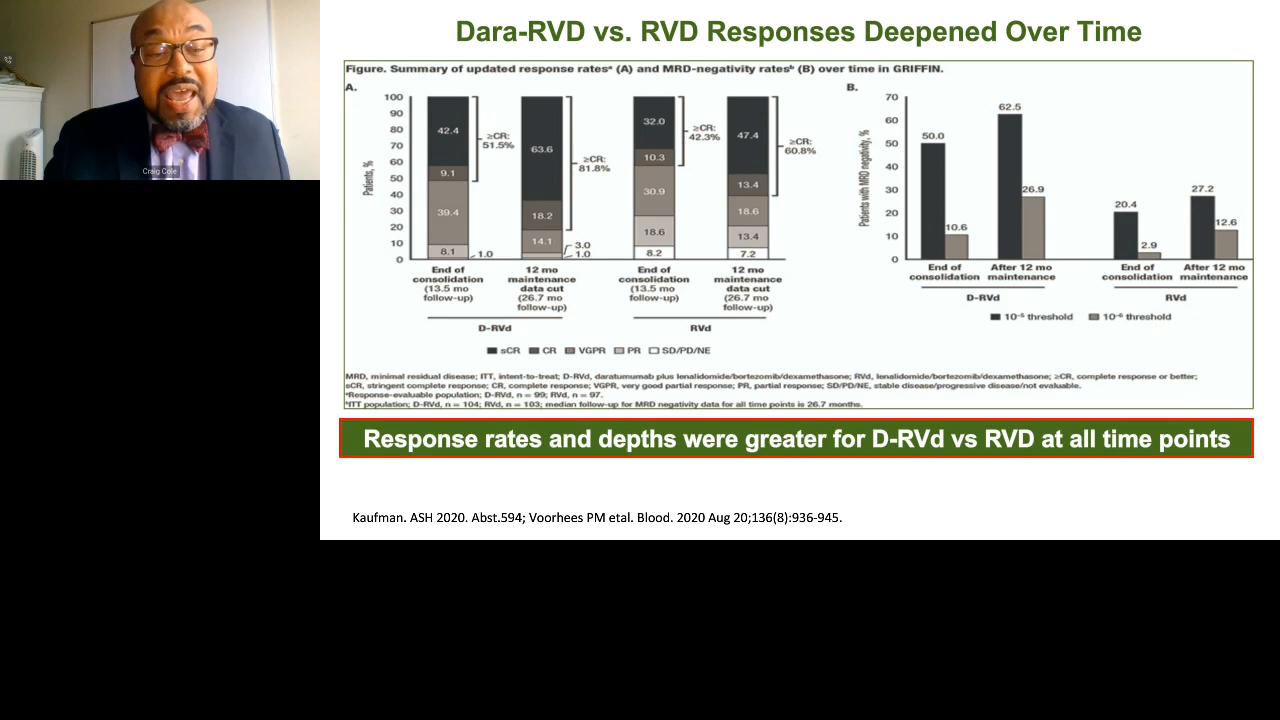 Craig Cole
Dara-RVD vs. RVD Responses Deepened Over Time
Figure. Summary of updated response ratesᵃ (A) and MRD-negativity ratesᵇ (B) over time in GRIFFIN.
A.
Patients, %
100
90
80
70
60
50
40
30
20
10
0
42.4
9.1
39.4
8.1
1.0
≥CR:
51.5%
63.6
18.2
14.1
3.0
1.0
≥CR:
81.8%
32.0
10.3
30.9
18.6
8.2
≥CR:
42.3%
47.4
13.4
18.6
13.4
7.2
≥CR:
60.8%
End of
consolidation
(13.5 mo
follow-up)
12 mo
maintenance
data cut
(26.7 mo
follow-up)
End of
consolidation
(13.5 mo
follow-up)
12 mo
maintenance
data cut
(26.7 mo
follow-up)
D-RVd
RVd
sCR CR VGPR PR SD/PD/NE
B.
Patients with MRD negativity, %
70
60
50
40
30
20
10
0
50.0
10.6
62.5
26.9
20.4
2.9
27.2
12.6
End of
consolidation
After 12 mo
maintenance
End of
consolidation
After 12 mo
maintenance
D-RVd
RVd
10⁻⁵ threshold 10⁻⁶ threshold
MRD, minimal residual disease; ITT, intent-to-treat; D-RVd, daratumumab plus lenalidomide/bortezomib/dexamethasone; RVd, lenalidomide/bortezomib/dexamethasone; ≥CR, complete response or better;
sCR, stringent complete response; CR, complete response; VGPR, very good partial response; PR, partial response; SD/PD/NE, stable disease/progressive disease/not evaluable.
ᵃResponse-evaluable population; D-RVd, n = 99; RVd, n = 97.
ᵇITT population; D-RVd, n = 104; RVd, n = 103; median follow-up for MRD negativity data for all time points is 26.7 months.
Response rates and depths were greater for D-RVd vs RVD at all time points
Kaufman. ASH 2020. Abst.594; Voorhees PM etal. Blood. 2020 Aug 20;136(8):936-945.